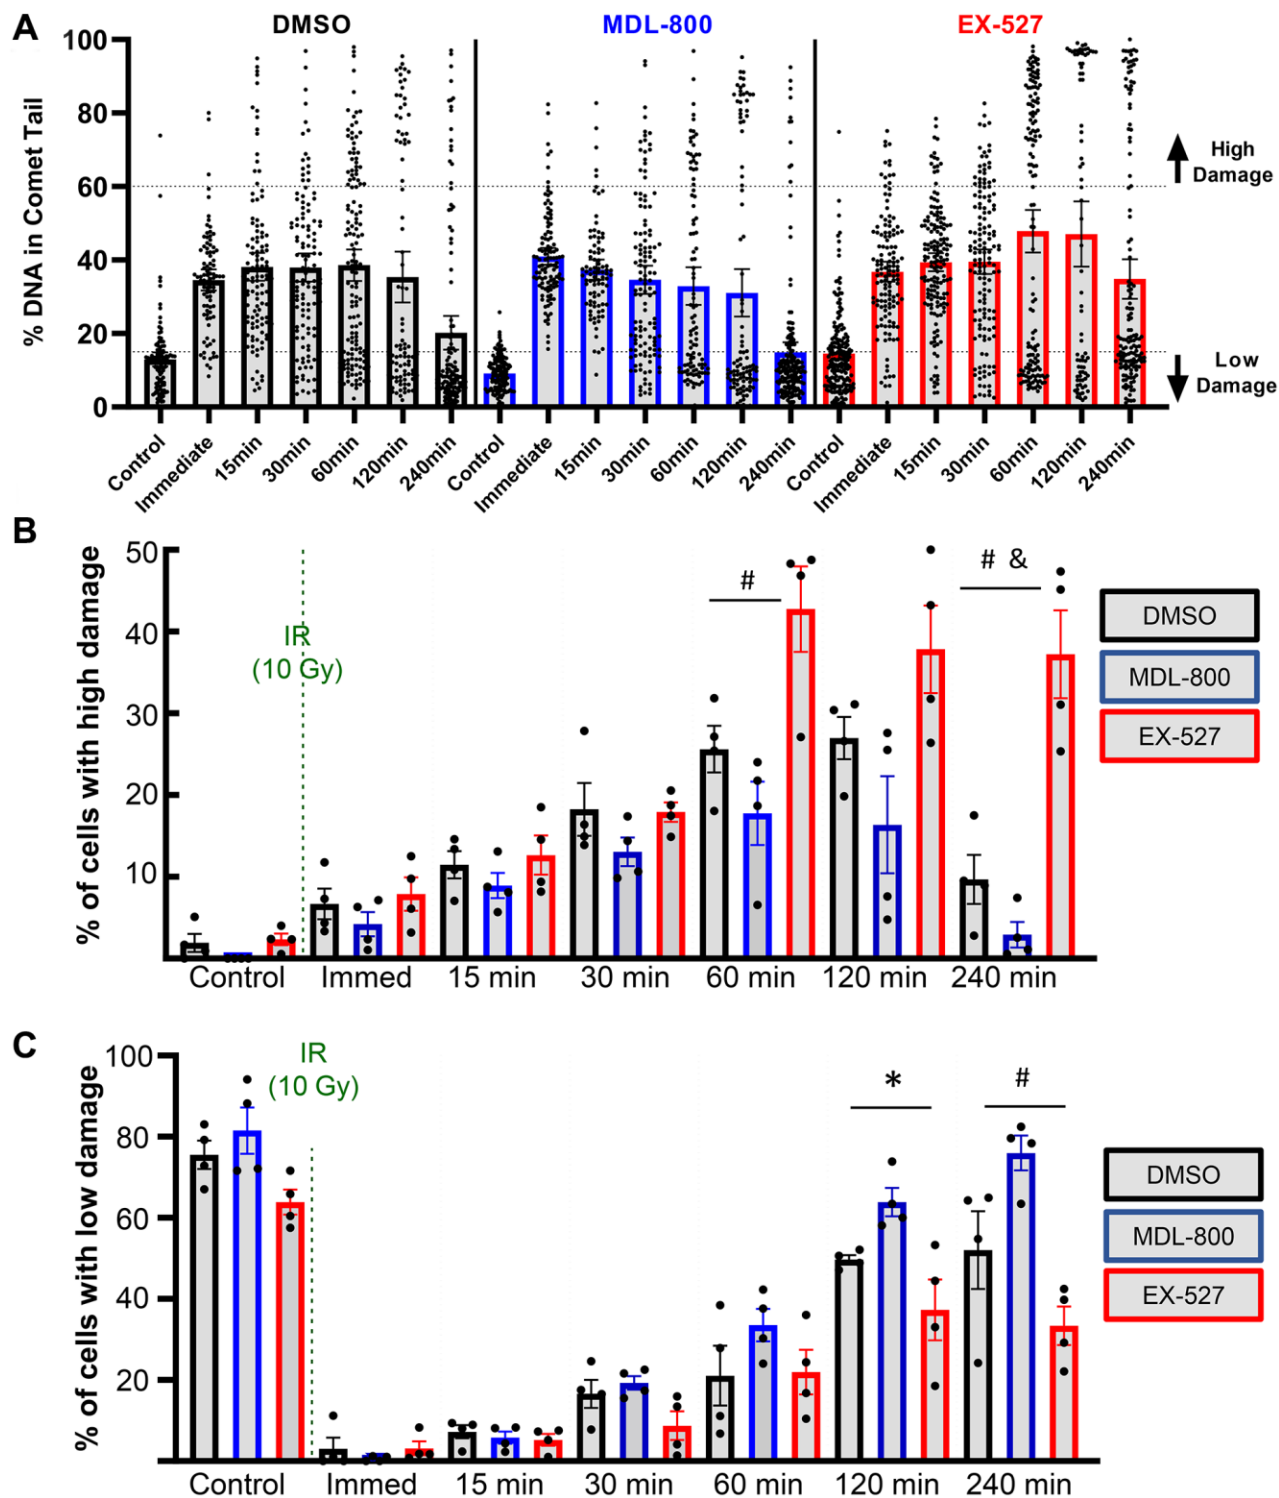 A
DMSO
MDL-800
EX-527
% DNA in Comet Tail
100
80
60
40
20
0
High
Damage
Low
Damage
Control
Immediate
15min
30min
60min
120min
240min
Control
Immediate
15min
30min
60min
120min
240min
Control
Immediate
15min
30min
60min
120min
240min
B
% of cells with high damage
50
40
30
20
10
IR
(10 Gy)
#
# &
DMSO
MDL-800
EX-527
Control
Immed
15 min
30 min
60 min
120 min
240 min
C
% of cells with low damage
100
80
60
40
20
IR
(10 Gy)
*
#
DMSO
MDL-800
EX-527
Control
Immed
15 min
30 min
60 min
120 min
240 min